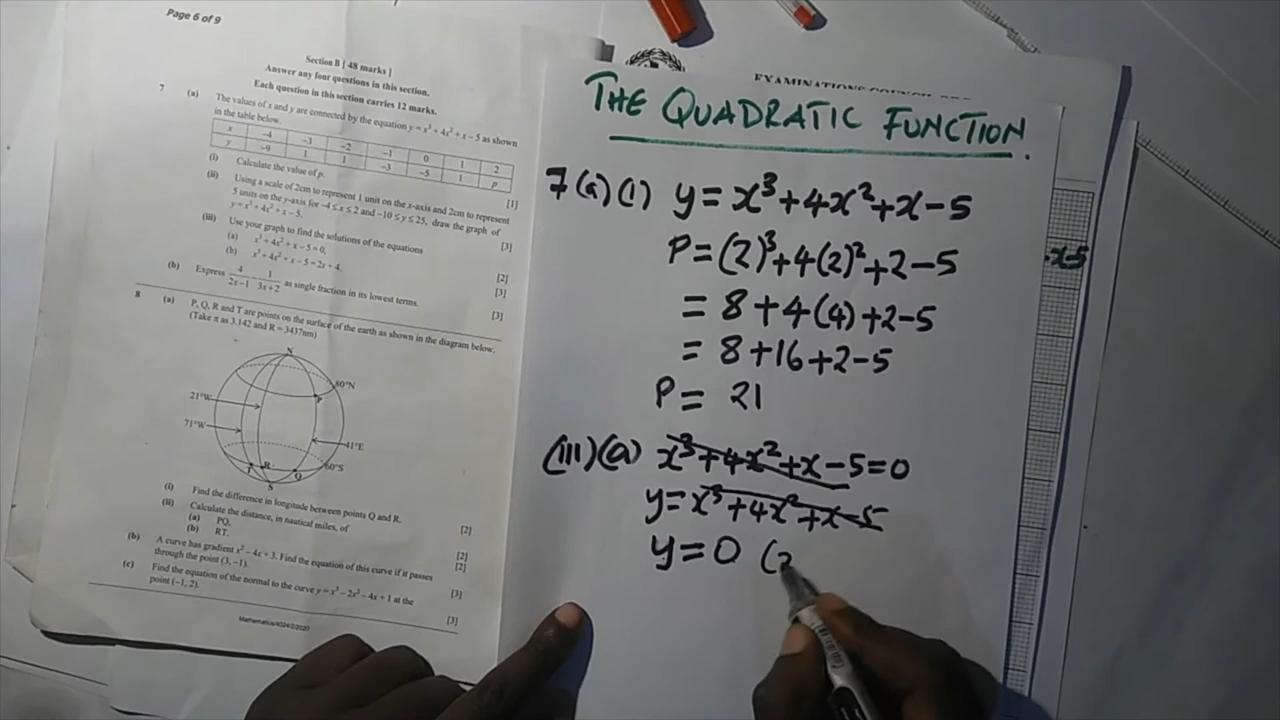 Page 6 of 9
Section B [ 48 marks ]
Answer any four questions in this section.
Each question in this section carries 12 marks.
7 (a) The values of x and y are connected by the equation y = x³ + 4x² + x – 5 as shown
in the table below.
x –4 –3 –2 –1 0 1 2
y –9 1 1 –3 –5 1 p
(i) Calculate the value of p. [1]
(ii) Using a scale of 2cm to represent 1 unit on the x-axis and 2cm to represent
5 units on the y-axis for –4 ≤ x ≤ 2 and –10 ≤ y ≤ 25, draw the graph of
y = x³ + 4x² + x – 5. [3]
(iii) Use your graph to find the solutions of the equations
(a) x³ + 4x² + x – 5 = 0, [2]
(b) x³ + 4x² + x – 5 = 2x + 4. [3]
(b) Express 4/(2x – 1) – 1/(3x + 2) as single fraction in its lowest terms. [3]
8 (a) P, Q, R and T are points on the surface of the earth as shown in the diagram below.
(Take π as 3.142 and R = 3437nm)
N
80°N
P
21°W
71°W
41°E
60°S
T R Q
S
(i) Find the difference in longitude between points Q and R. [2]
(ii) Calculate the distance, in nautical miles, of
(a) PQ, [2]
(b) RT. [2]
(b) A curve has gradient x² – 4x + 3. Find the equation of this curve if it passes
through the point (3, –1). [3]
(c) Find the equation of the normal to the curve y = x³ – 2x² – 4x + 1 at the
point (–1, 2). [3]
Mathematics/4024/2/2020
EXAMINATIONS COUNCIL
THE QUADRATIC FUNCTION.
7(a)(i) y = x³ + 4x² + x – 5
P = (2)³ + 4(2)² + 2 – 5
= 8 + 4(4) + 2 – 5
= 8 + 16 + 2 – 5
P = 21
(iii)(a) x³ + 4x² + x – 5 = 0
y = x³ + 4x² + x – 5
y = 0 (
x-5